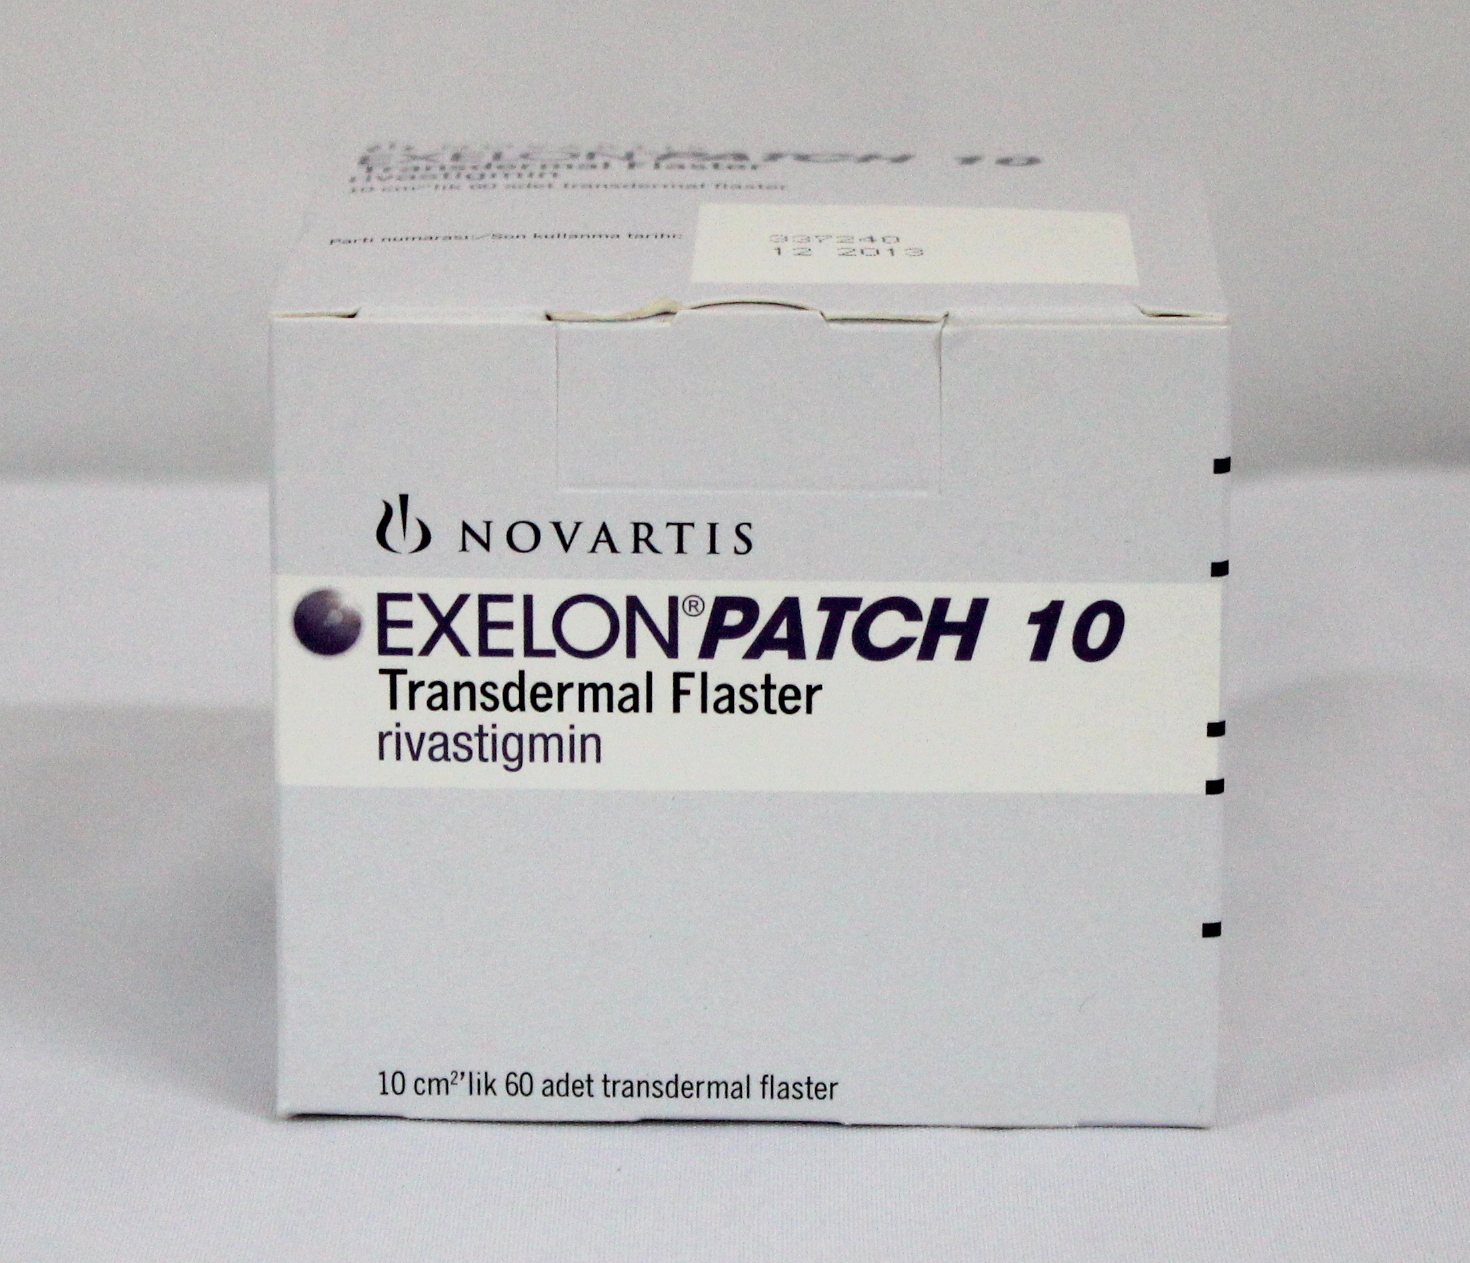 EXELON PATCH 10
Transdermal Flaster
rivastigmin
10 cm²'lik 60 adet transdermal flaster
Parti numarası/Son kullanma tarihi:
337240
12 2013
NOVARTIS
EXELON®PATCH 10
Transdermal Flaster
rivastigmin
10 cm²'lik 60 adet transdermal flaster